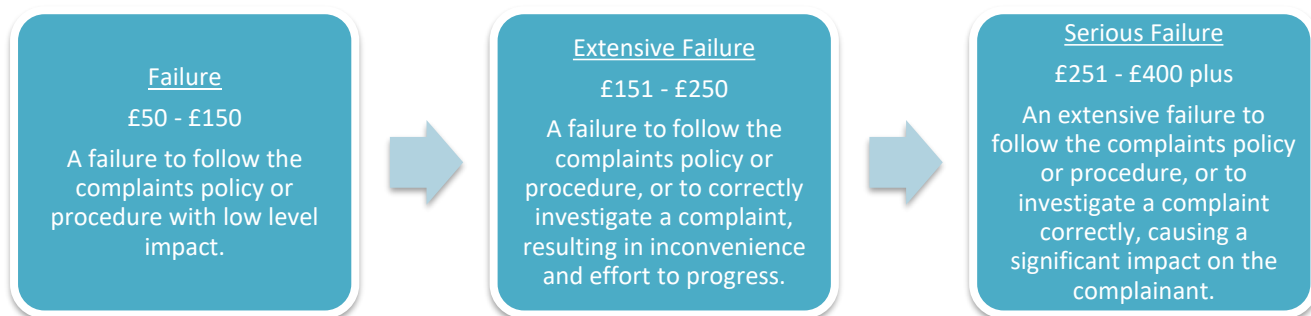 Failure
£50 - £150
A failure to follow the
complaints policy or
procedure with low level
impact.
Extensive Failure
£151 - £250
A failure to follow the
complaints policy or
procedure, or to correctly
investigate a complaint,
resulting in inconvenience
and effort to progress.
Serious Failure
£251 - £400 plus
An extensive failure to
follow the complaints policy
or procedure, or to
investigate a complaint
correctly, causing a
significant impact on the
complainant.